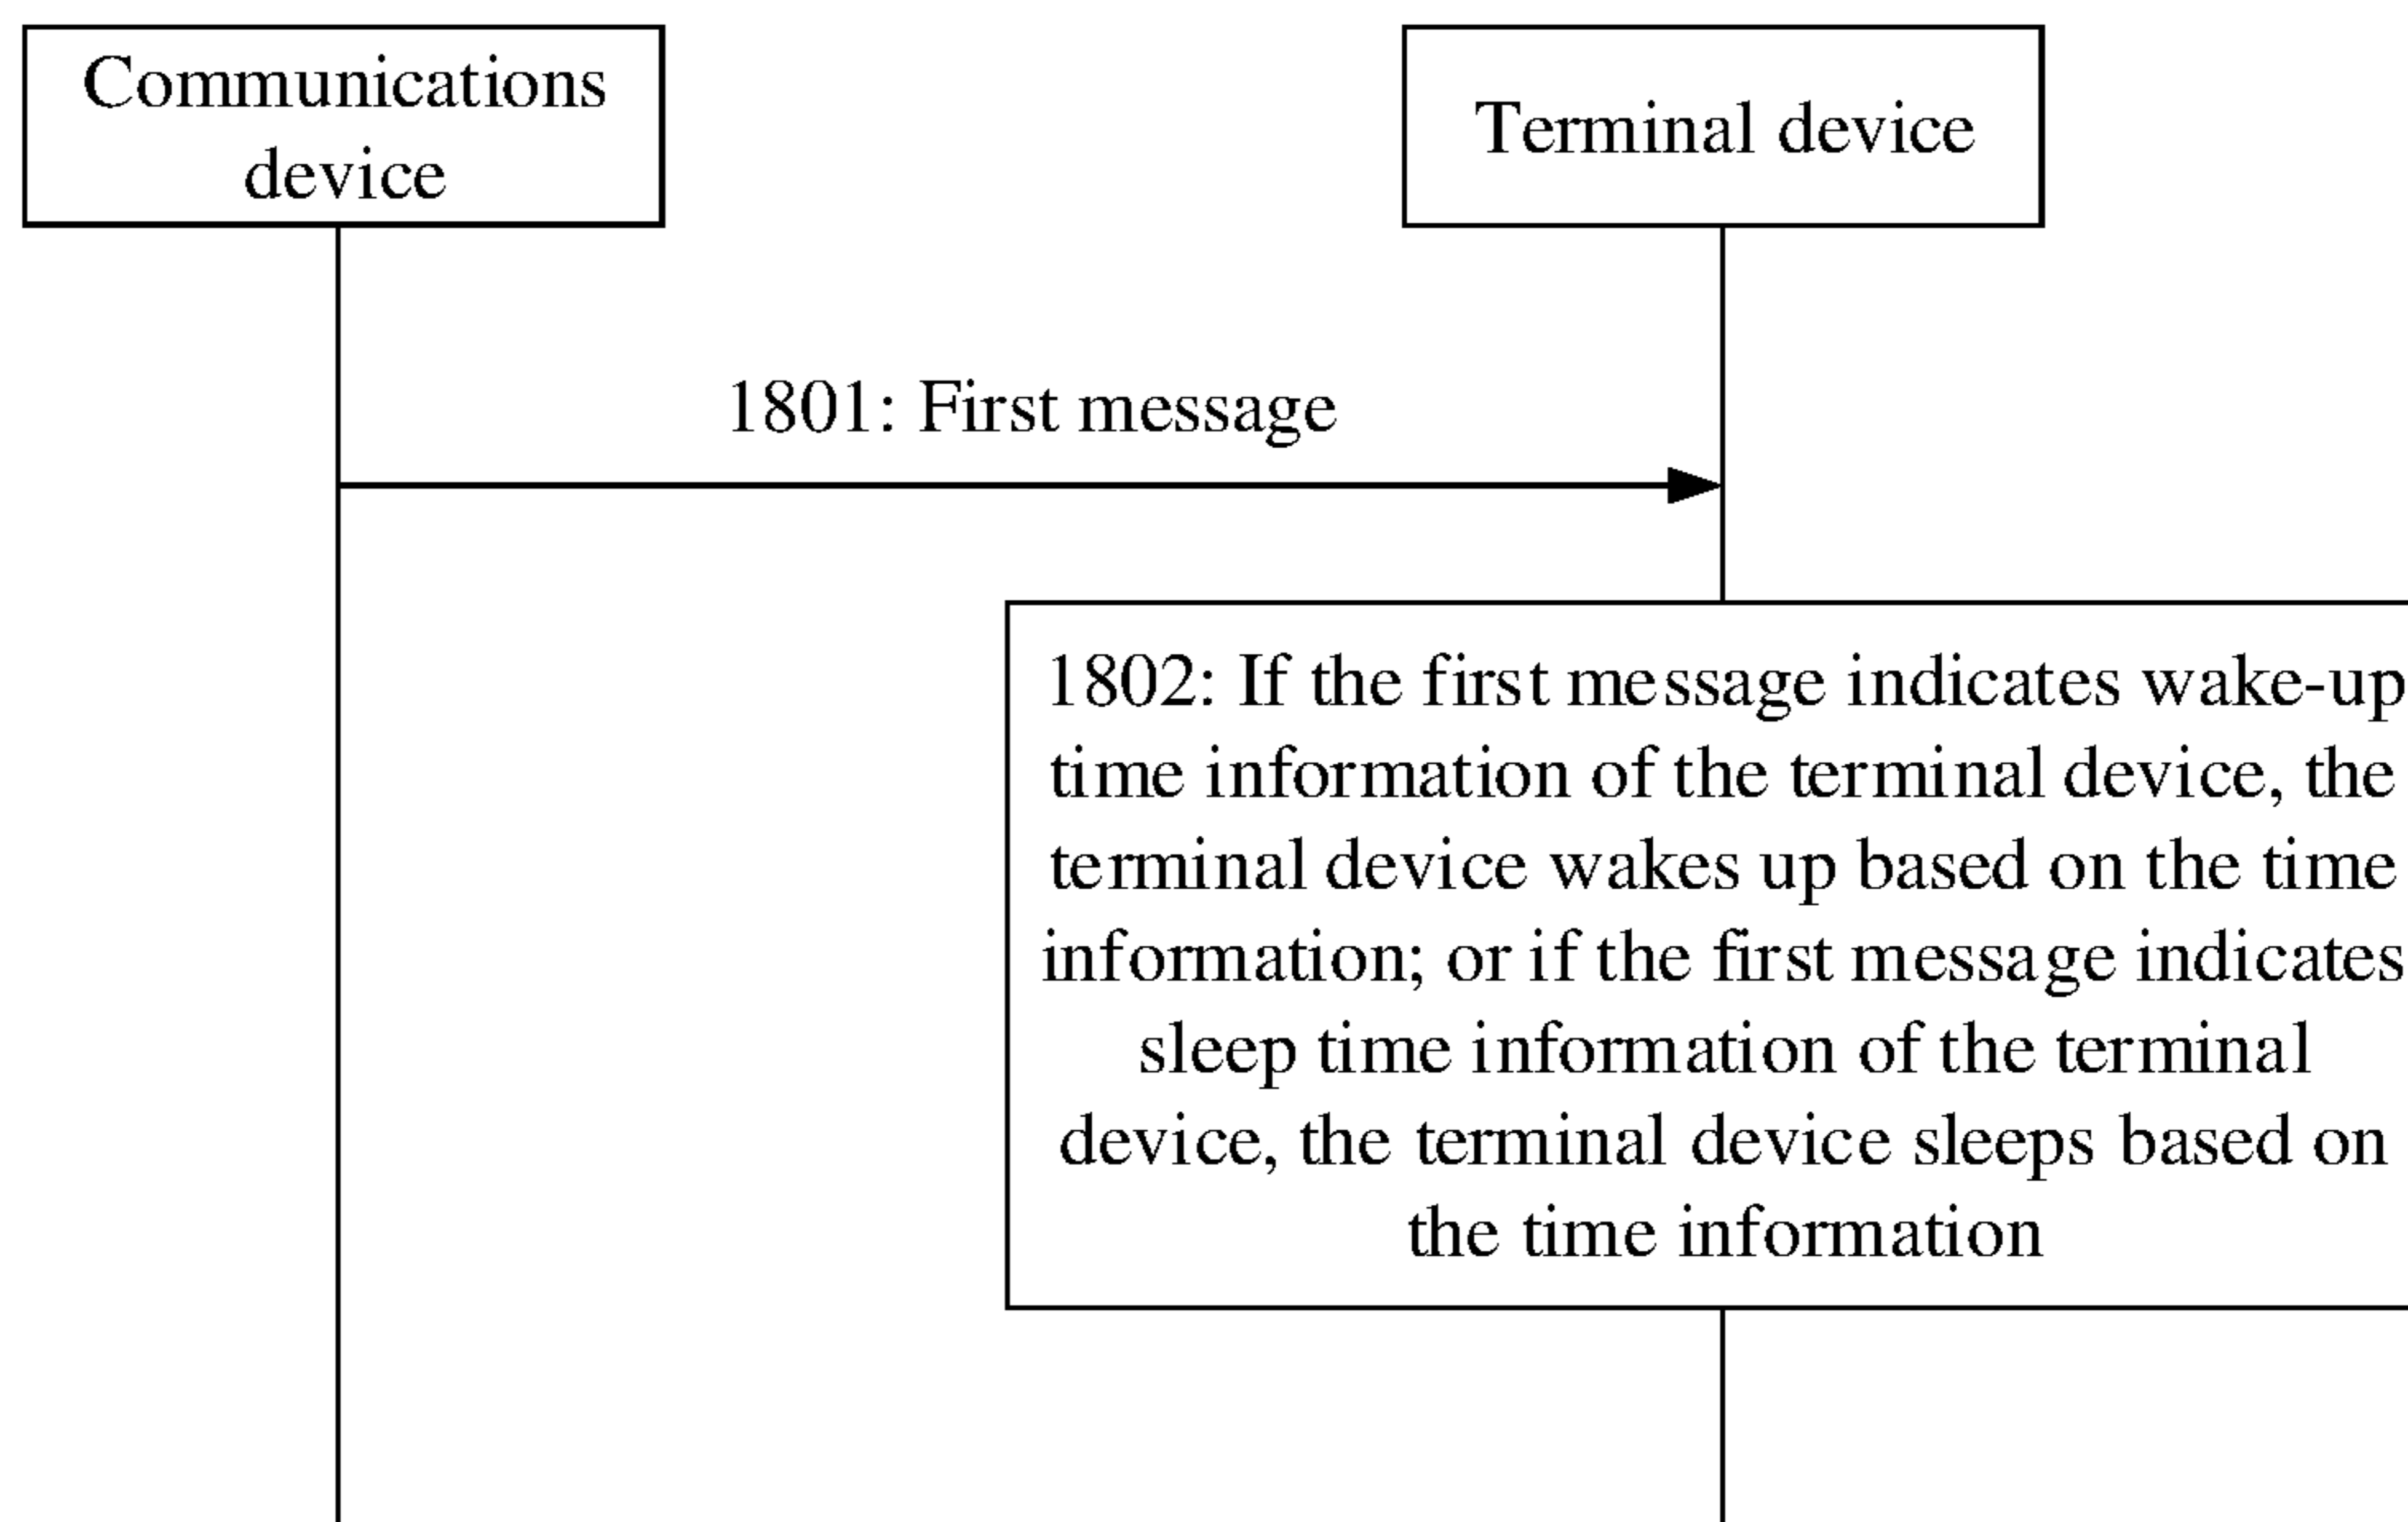 Communications
device
Terminal device
1801: First message
1802: If the first message indicates wake-up
time information of the terminal device, the
terminal device wakes up based on the time
information; or if the first message indicates
sleep time information of the terminal
device, the terminal device sleeps based on
the time information